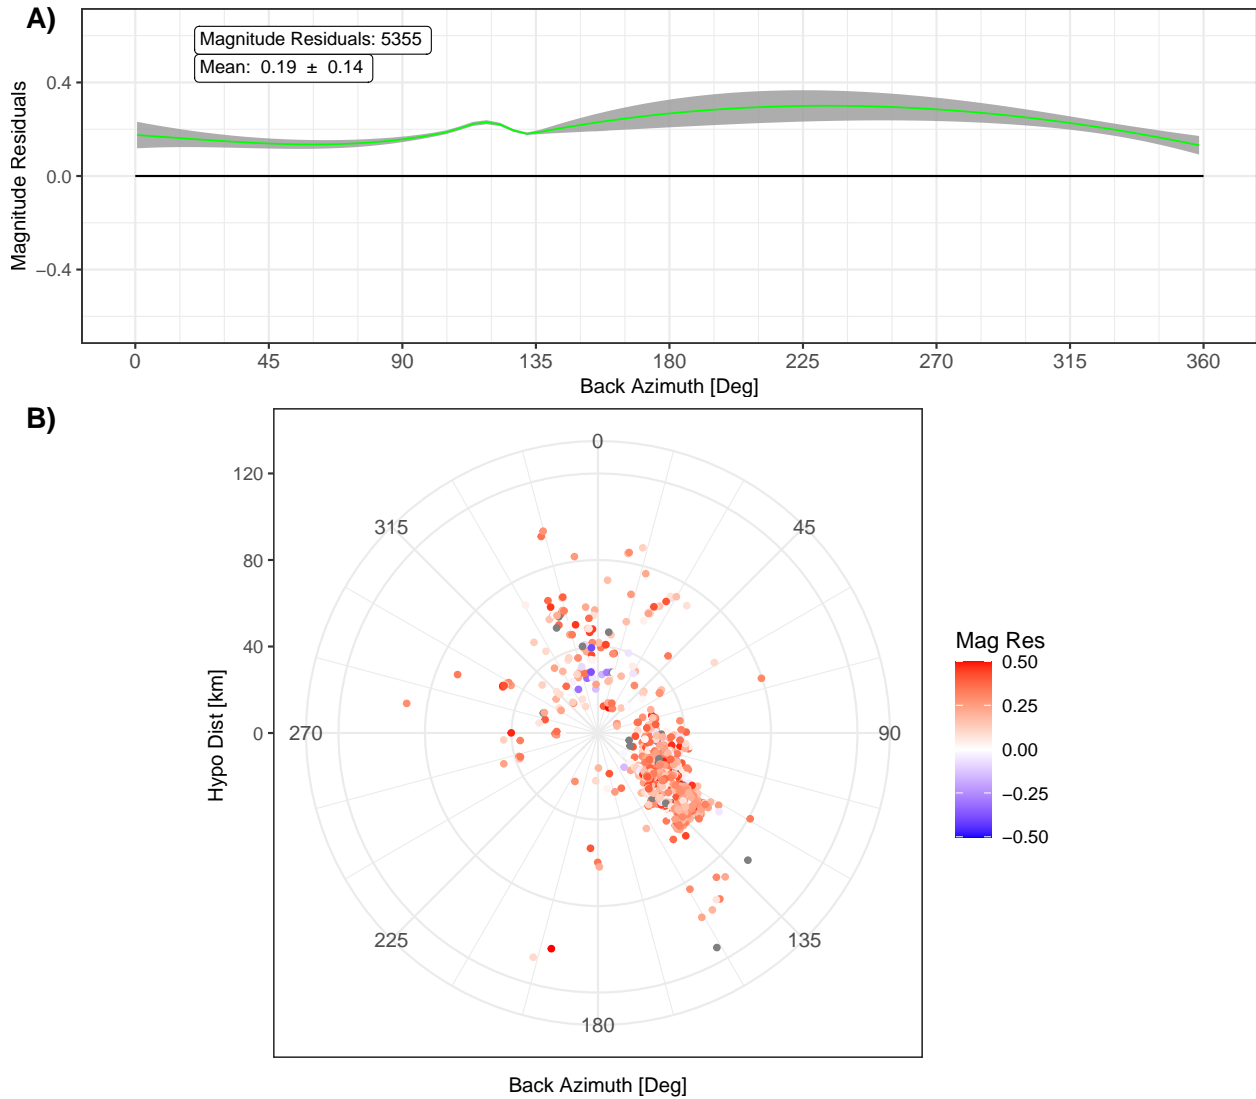 A)
Magnitude Residuals: 5355
Mean: 0.19 ± 0.14
Magnitude Residuals
0.4
0.0
−0.4
0 45 90 135 180 225 270 315 360
Back Azimuth [Deg]
B)
Hypo Dist [km]
120
80
40
0
0
45
90
135
180
225
270
315
Back Azimuth [Deg]
Mag Res
0.50
0.25
0.00
−0.25
−0.50